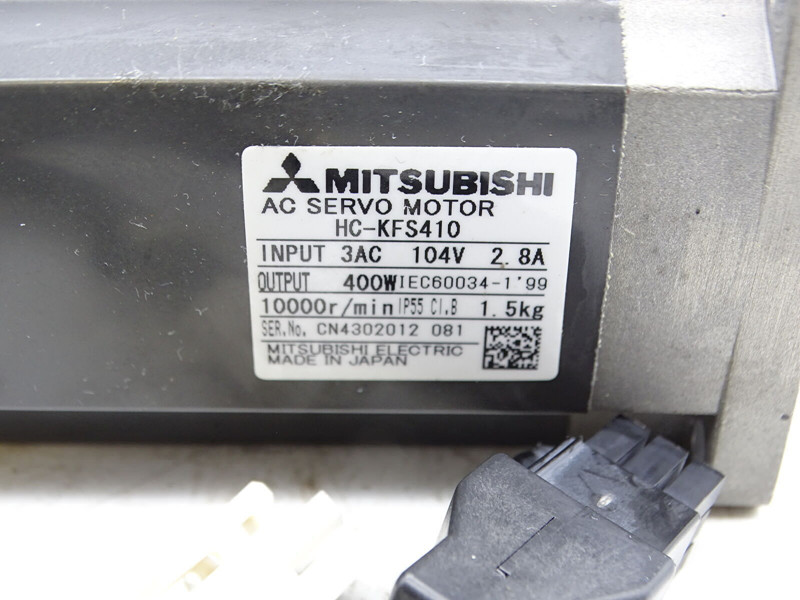 MITSUBISHI
AC SERVO MOTOR
HC-KFS410
INPUT 3AC 104V 2.8A
OUTPUT 400W IEC60034-1'99
10000r/min IP55 CI.B 1.5kg
SER.No. CN4302012 081
MITSUBISHI ELECTRIC
MADE IN JAPAN